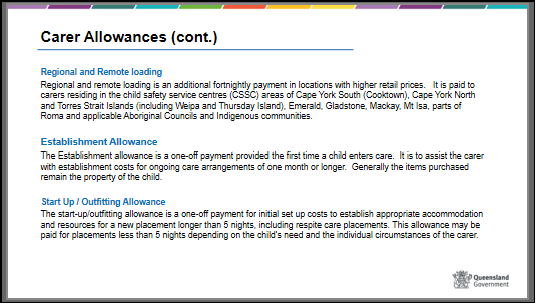 Carer Allowances (cont.)
Regional and Remote loading
Regional and remote loading is an additional fortnightly payment in locations with higher retail prices. It is paid to
carers residing in the child safety service centres (CSSC) areas of Cape York South (Cooktown), Cape York North
and Torres Strait Islands (including Weipa and Thursday Island), Emerald, Gladstone, Mackay, Mt Isa, parts of
Roma and applicable Aboriginal Councils and Indigenous communities.
Establishment Allowance
The Establishment allowance is a one-off payment provided the first time a child enters care. It is to assist the carer
with establishment costs for ongoing care arrangements of one month or longer. Generally the items purchased
remain the property of the child.
Start Up / Outfitting Allowance
The start-up/outfitting allowance is a one-off payment for initial set up costs to establish appropriate accommodation
and resources for a new placement longer than 5 nights, including respite care placements. This allowance may be
paid for placements less than 5 nights depending on the child's need and the individual circumstances of the carer.
Queensland
Government